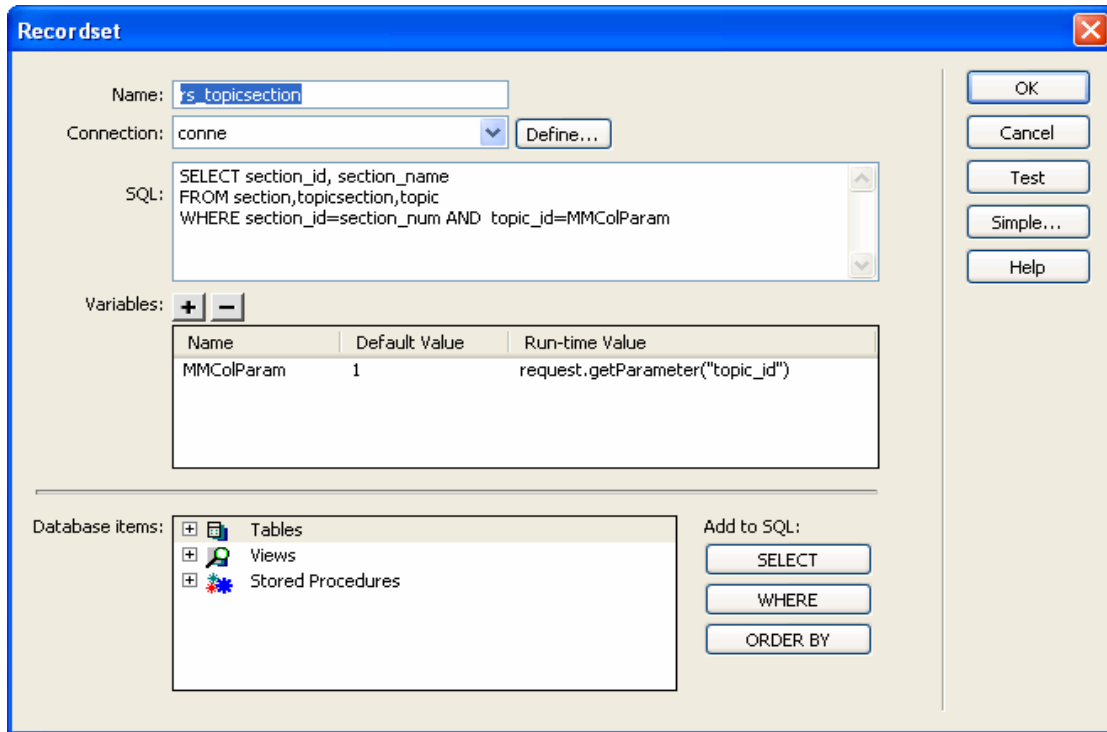 Recordset
Name: rs_topicsection
Connection: conne Define...
SQL: SELECT section_id, section_name
FROM section,topicsection,topic
WHERE section_id=section_num AND  topic_id=MMColParam
OK
Cancel
Test
Simple...
Help
Variables: + −
Name Default Value Run-time Value
MMColParam 1 request.getParameter("topic_id")
Database items:
Tables
Views
Stored Procedures
Add to SQL:
SELECT
WHERE
ORDER BY